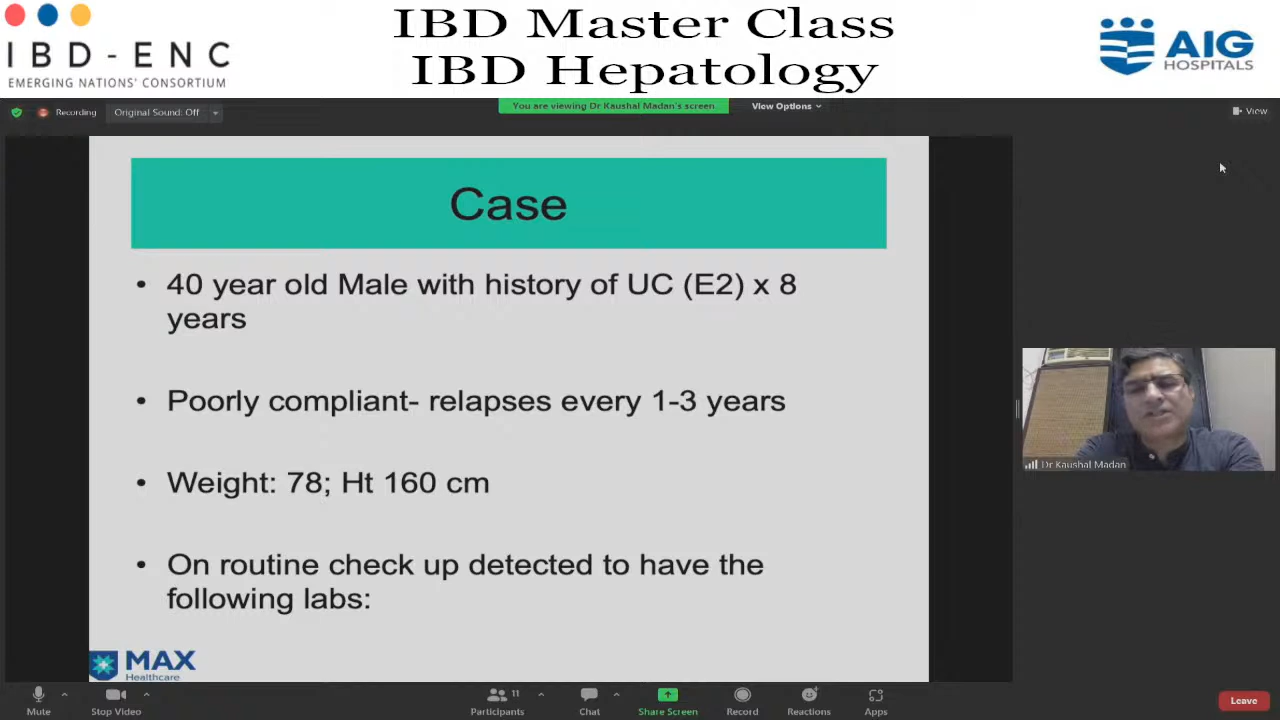 IBD-ENC
EMERGING NATIONS' CONSORTIUM
IBD Master Class
IBD Hepatology
AIG
HOSPITALS
Recording
Original Sound: Off
You are viewing Dr Kaushal Madan's screen
View Options
View
Case
• 40 year old Male with history of UC (E2) x 8
years
• Poorly compliant- relapses every 1-3 years
• Weight: 78; Ht 160 cm
• On routine check up detected to have the
following labs:
MAX
Healthcare
Dr Kaushal Madan
Mute
Stop Video
11
Participants
Chat
Share Screen
Record
Reactions
Apps
Leave